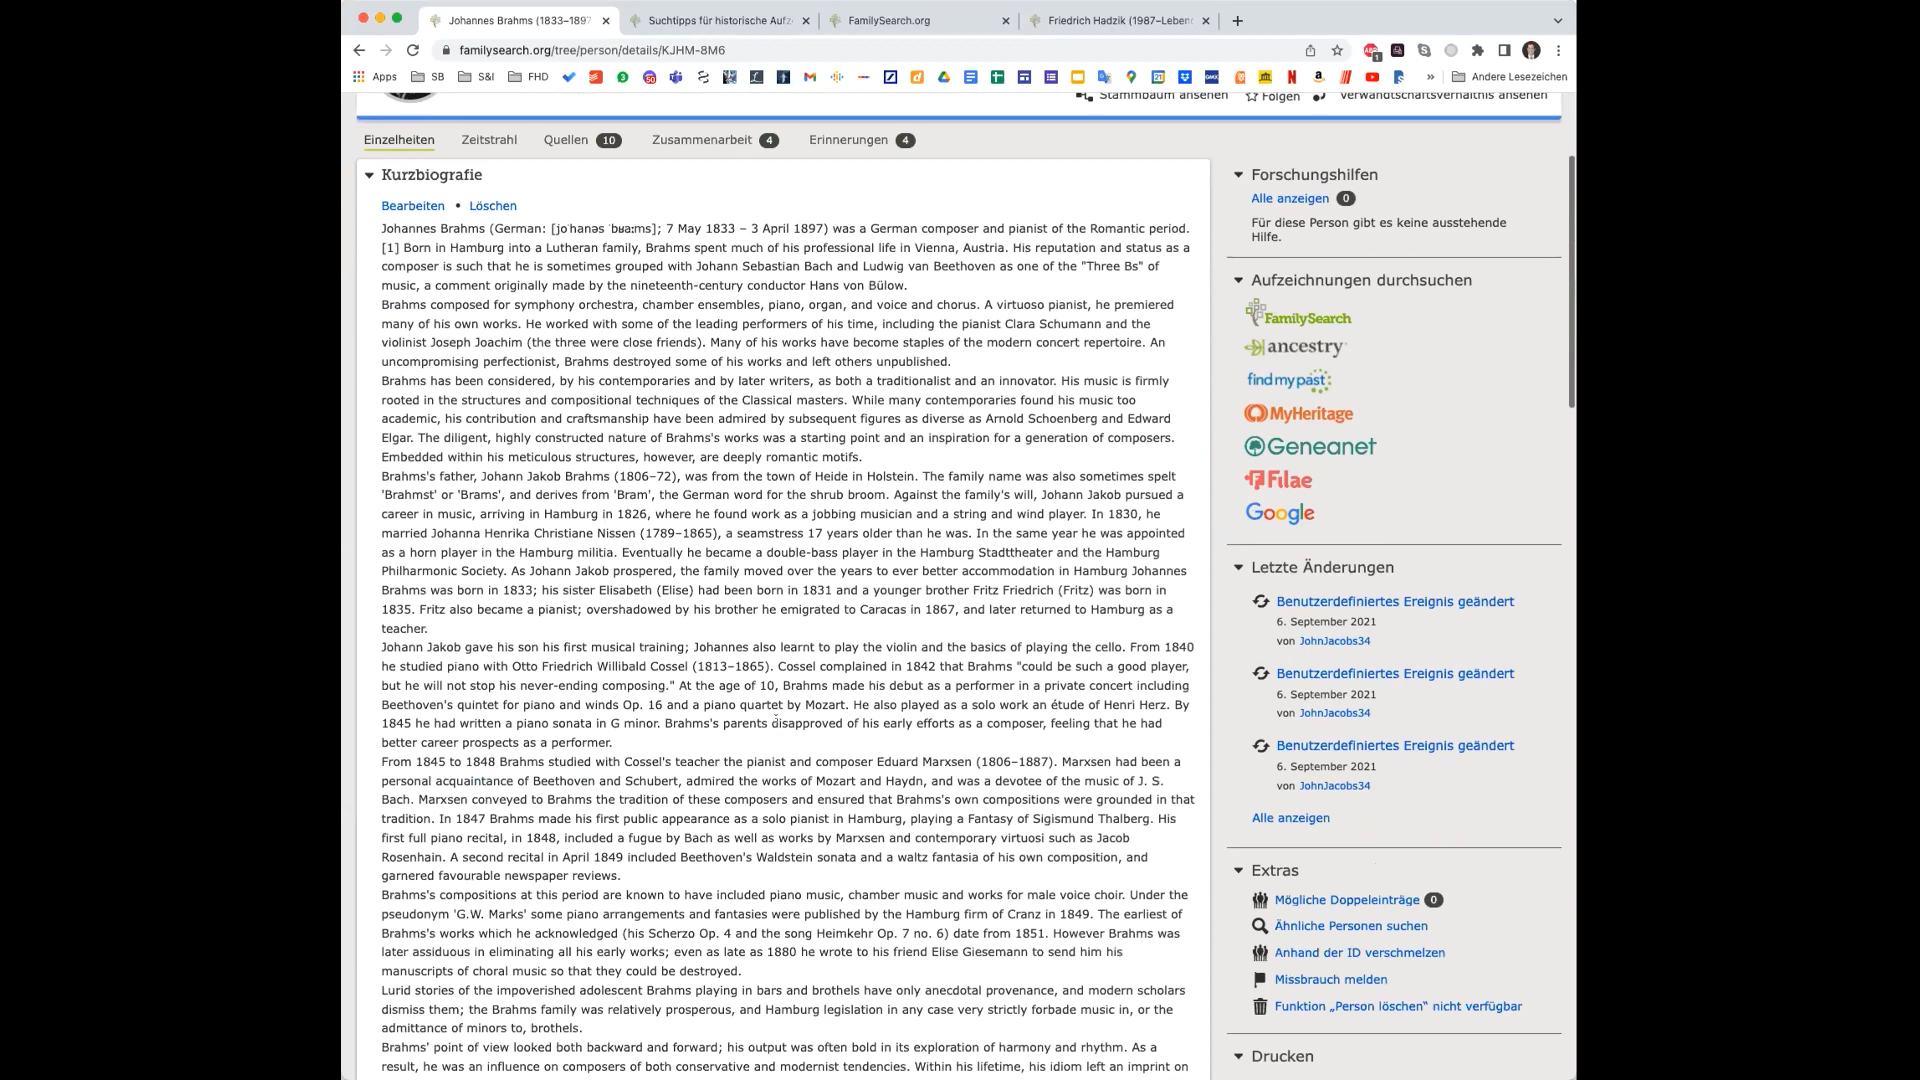 Johannes Brahms (1833–1897
Suchtipps für historische Aufz
FamilySearch.org
Friedrich Hadzik (1987–Lebend
familysearch.org/tree/person/details/KJHM-8M6
Apps
SB
S&I
FHD
Andere Lesezeichen
Stammbaum ansehen
Folgen
Verwandtschaftsverhältnis ansehen
Einzelheiten
Zeitstrahl
Quellen 10
Zusammenarbeit 4
Erinnerungen 4
Kurzbiografie
Bearbeiten • Löschen
Johannes Brahms (German: [joˈhanəs ˈbʁaːms]; 7 May 1833 – 3 April 1897) was a German composer and pianist of the Romantic period.
[1] Born in Hamburg into a Lutheran family, Brahms spent much of his professional life in Vienna, Austria. His reputation and status as a
composer is such that he is sometimes grouped with Johann Sebastian Bach and Ludwig van Beethoven as one of the "Three Bs" of
music, a comment originally made by the nineteenth-century conductor Hans von Bülow.
Brahms composed for symphony orchestra, chamber ensembles, piano, organ, and voice and chorus. A virtuoso pianist, he premiered
many of his own works. He worked with some of the leading performers of his time, including the pianist Clara Schumann and the
violinist Joseph Joachim (the three were close friends). Many of his works have become staples of the modern concert repertoire. An
uncompromising perfectionist, Brahms destroyed some of his works and left others unpublished.
Brahms has been considered, by his contemporaries and by later writers, as both a traditionalist and an innovator. His music is firmly
rooted in the structures and compositional techniques of the Classical masters. While many contemporaries found his music too
academic, his contribution and craftsmanship have been admired by subsequent figures as diverse as Arnold Schoenberg and Edward
Elgar. The diligent, highly constructed nature of Brahms's works was a starting point and an inspiration for a generation of composers.
Embedded within his meticulous structures, however, are deeply romantic motifs.
Brahms's father, Johann Jakob Brahms (1806–72), was from the town of Heide in Holstein. The family name was also sometimes spelt
'Brahmst' or 'Brams', and derives from 'Bram', the German word for the shrub broom. Against the family's will, Johann Jakob pursued a
career in music, arriving in Hamburg in 1826, where he found work as a jobbing musician and a string and wind player. In 1830, he
married Johanna Henrika Christiane Nissen (1789–1865), a seamstress 17 years older than he was. In the same year he was appointed
as a horn player in the Hamburg militia. Eventually he became a double-bass player in the Hamburg Stadttheater and the Hamburg
Philharmonic Society. As Johann Jakob prospered, the family moved over the years to ever better accommodation in Hamburg Johannes
Brahms was born in 1833; his sister Elisabeth (Elise) had been born in 1831 and a younger brother Fritz Friedrich (Fritz) was born in
1835. Fritz also became a pianist; overshadowed by his brother he emigrated to Caracas in 1867, and later returned to Hamburg as a
teacher.
Johann Jakob gave his son his first musical training; Johannes also learnt to play the violin and the basics of playing the cello. From 1840
he studied piano with Otto Friedrich Willibald Cossel (1813–1865). Cossel complained in 1842 that Brahms "could be such a good player,
but he will not stop his never-ending composing." At the age of 10, Brahms made his debut as a performer in a private concert including
Beethoven's quintet for piano and winds Op. 16 and a piano quartet by Mozart. He also played as a solo work an étude of Henri Herz. By
1845 he had written a piano sonata in G minor. Brahms's parents disapproved of his early efforts as a composer, feeling that he had
better career prospects as a performer.
From 1845 to 1848 Brahms studied with Cossel's teacher the pianist and composer Eduard Marxsen (1806–1887). Marxsen had been a
personal acquaintance of Beethoven and Schubert, admired the works of Mozart and Haydn, and was a devotee of the music of J. S.
Bach. Marxsen conveyed to Brahms the tradition of these composers and ensured that Brahms's own compositions were grounded in that
tradition. In 1847 Brahms made his first public appearance as a solo pianist in Hamburg, playing a Fantasy of Sigismund Thalberg. His
first full piano recital, in 1848, included a fugue by Bach as well as works by Marxsen and contemporary virtuosi such as Jacob
Rosenhain. A second recital in April 1849 included Beethoven's Waldstein sonata and a waltz fantasia of his own composition, and
garnered favourable newspaper reviews.
Brahms's compositions at this period are known to have included piano music, chamber music and works for male voice choir. Under the
pseudonym 'G.W. Marks' some piano arrangements and fantasies were published by the Hamburg firm of Cranz in 1849. The earliest of
Brahms's works which he acknowledged (his Scherzo Op. 4 and the song Heimkehr Op. 7 no. 6) date from 1851. However Brahms was
later assiduous in eliminating all his early works; even as late as 1880 he wrote to his friend Elise Giesemann to send him his
manuscripts of choral music so that they could be destroyed.
Lurid stories of the impoverished adolescent Brahms playing in bars and brothels have only anecdotal provenance, and modern scholars
dismiss them; the Brahms family was relatively prosperous, and Hamburg legislation in any case very strictly forbade music in, or the
admittance of minors to, brothels.
Brahms' point of view looked both backward and forward; his output was often bold in its exploration of harmony and rhythm. As a
result, he was an influence on composers of both conservative and modernist tendencies. Within his lifetime, his idiom left an imprint on
Forschungshilfen
Alle anzeigen 0
Für diese Person gibt es keine ausstehende
Hilfe.
Aufzeichnungen durchsuchen
FamilySearch
ancestry
findmypast
MyHeritage
Geneanet
Filae
Google
Letzte Änderungen
Benutzerdefiniertes Ereignis geändert
6. September 2021
von JohnJacobs34
Benutzerdefiniertes Ereignis geändert
6. September 2021
von JohnJacobs34
Benutzerdefiniertes Ereignis geändert
6. September 2021
von JohnJacobs34
Alle anzeigen
Extras
Mögliche Doppeleinträge 0
Ähnliche Personen suchen
Anhand der ID verschmelzen
Missbrauch melden
Funktion „Person löschen“ nicht verfügbar
Drucken